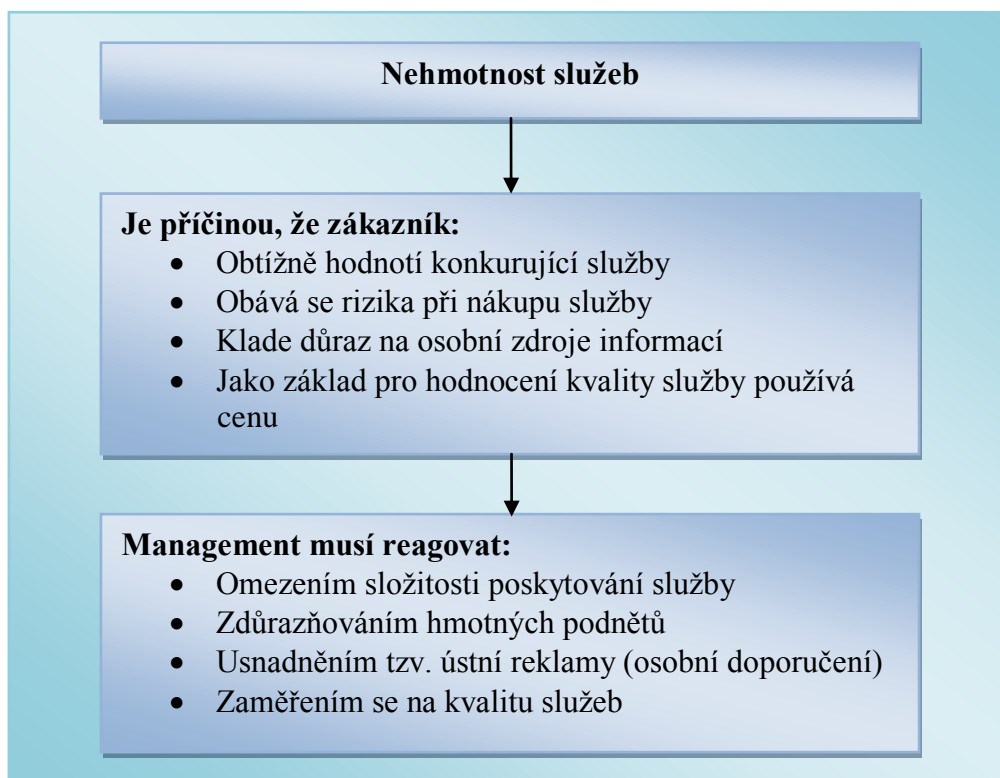 Nehmotnost služeb
Je příčinou, že zákazník:
• Obtížně hodnotí konkurující služby
• Obává se rizika při nákupu služby
• Klade důraz na osobní zdroje informací
• Jako základ pro hodnocení kvality služby používá
cenu
Management musí reagovat:
• Omezením složitosti poskytování služby
• Zdůrazňováním hmotných podnětů
• Usnadněním tzv. ústní reklamy (osobní doporučení)
• Zaměřením se na kvalitu služeb